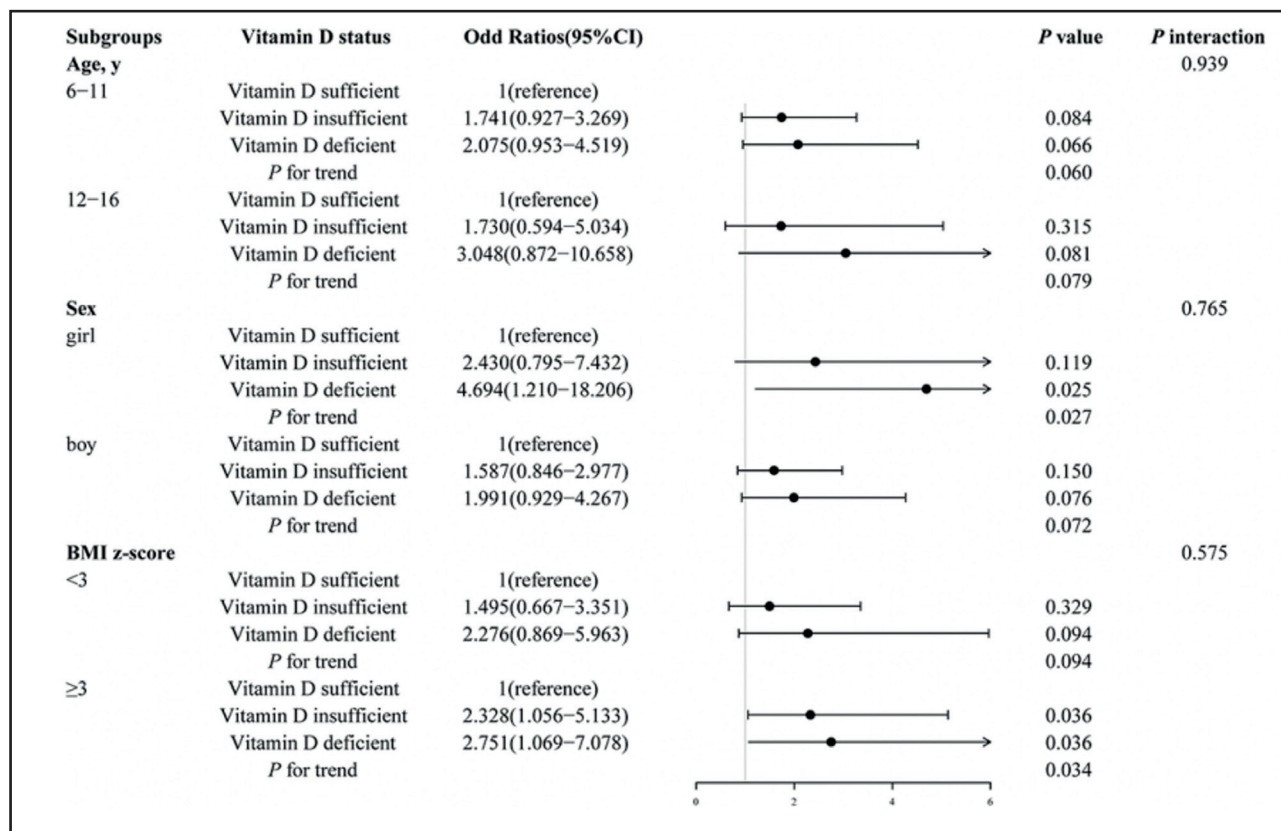 Subgroups Vitamin D status Odd Ratios(95%CI) P value P interaction
Age, y 0.939
6−11 Vitamin D sufficient 1(reference)
Vitamin D insufficient 1.741(0.927−3.269) 0.084
Vitamin D deficient 2.075(0.953−4.519) 0.066
P for trend 0.060
12−16 Vitamin D sufficient 1(reference)
Vitamin D insufficient 1.730(0.594−5.034) 0.315
Vitamin D deficient 3.048(0.872−10.658) 0.081
P for trend 0.079
Sex 0.765
girl Vitamin D sufficient 1(reference)
Vitamin D insufficient 2.430(0.795−7.432) 0.119
Vitamin D deficient 4.694(1.210−18.206) 0.025
P for trend 0.027
boy Vitamin D sufficient 1(reference)
Vitamin D insufficient 1.587(0.846−2.977) 0.150
Vitamin D deficient 1.991(0.929−4.267) 0.076
P for trend 0.072
BMI z-score 0.575
<3 Vitamin D sufficient 1(reference)
Vitamin D insufficient 1.495(0.667−3.351) 0.329
Vitamin D deficient 2.276(0.869−5.963) 0.094
P for trend 0.094
≥3 Vitamin D sufficient 1(reference)
Vitamin D insufficient 2.328(1.056−5.133) 0.036
Vitamin D deficient 2.751(1.069−7.078) 0.036
P for trend 0.034
0 2 4 6